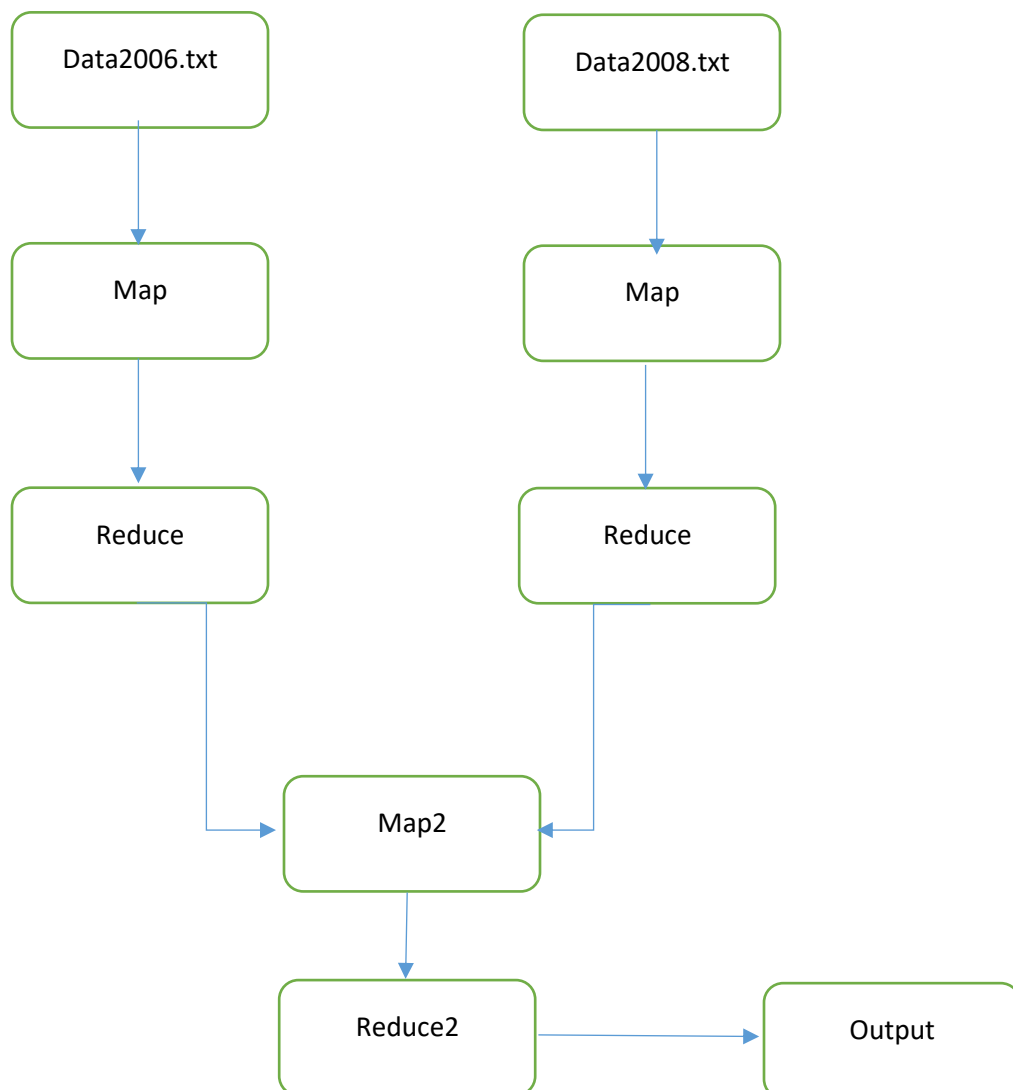 Data2006.txt
Data2008.txt
Map
Map
Reduce
Reduce
Map2
Reduce2
Output